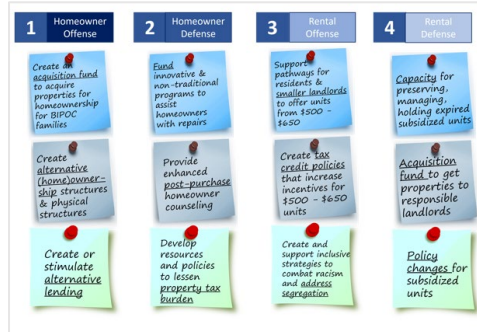 1
Homeowner
Offense
2
Homeowner
Defense
3
Rental
Offense
4
Rental
Defense
Create an
acquisition fund
to acquire
properties for
homeownership
for BIPOC
families
Fund
innovative &
non-traditional
programs to
assist
homeowners
with repairs
Support
pathways for
residents &
smaller landlords
to offer units
from $500 -
$650
Capacity for
preserving,
managing,
holding expired
subsidized units
Create
alternative
(home)owner-
ship structures
& physical
structures
Provide
enhanced
post-purchase
homeowner
counseling
Create tax
credit policies
that increase
incentives for
$500 - $650
units
Acquisition
fund to get
properties to
responsible
landlords
Create or
stimulate
alternative
lending
Develop
resources
and policies
to lessen
property tax
burden
Create and
support inclusive
strategies to
combat racism
and address
segregation
Policy
changes for
subsidized
units